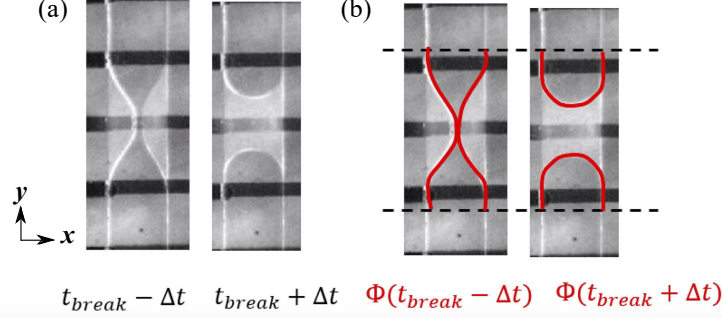 (a)
(b)
y
x
t_break − Δt
t_break + Δt
Φ(t_break − Δt)
Φ(t_break + Δt)